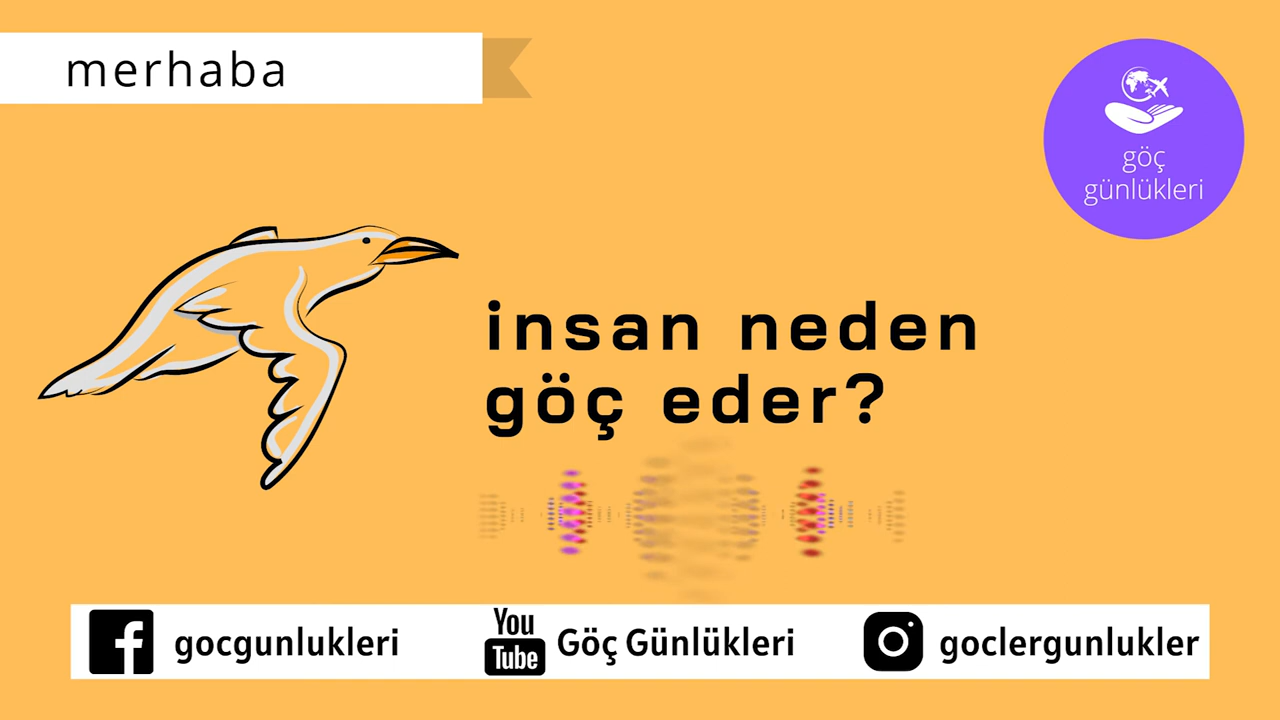 merhaba
göç
günlükleri
insan neden
göç eder?
gocgunlukleri
You
Tube
Göç Günlükleri
goclergunlukler